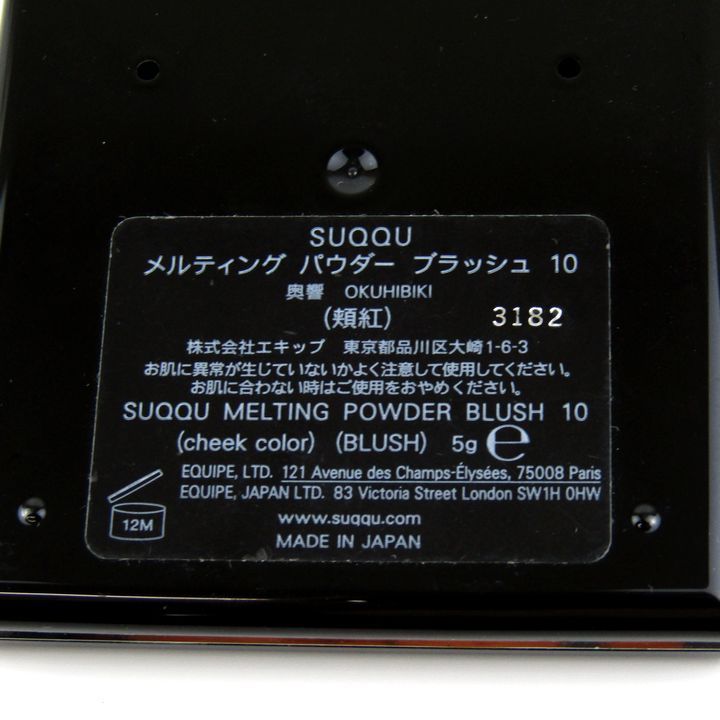 SUQQU
メルティング パウダー ブラッシュ 10
奥響 OKUHIBIKI
(頬紅) 3182
株式会社エキップ 東京都品川区大崎1-6-3
お肌に異常が生じていないかよく注意して使用してください。
お肌に合わない時はご使用をおやめください。
SUQQU MELTING POWDER BLUSH 10
(cheek color) (BLUSH) 5g ℮
EQUIPE, LTD. 121 Avenue des Champs-Élysées, 75008 Paris
EQUIPE, JAPAN LTD. 83 Victoria Street London SW1H 0HW
12M
www.suqqu.com
MADE IN JAPAN